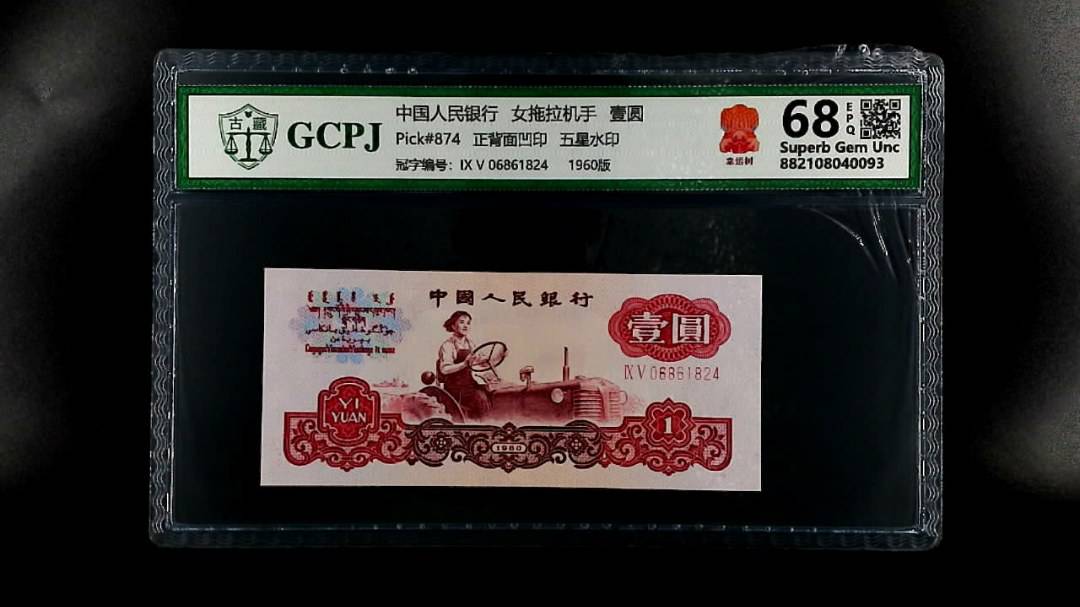 古 藏
GCPJ
中国人民银行 女拖拉机手 壹圆
Pick#874 正背面凹印 五星水印
冠字编号: IX V 06861824 1960版
68 EPQ
Superb Gem Unc
882108040093
中國人民銀行
壹圓
IX V 06861824
YI
YUAN
1960
1